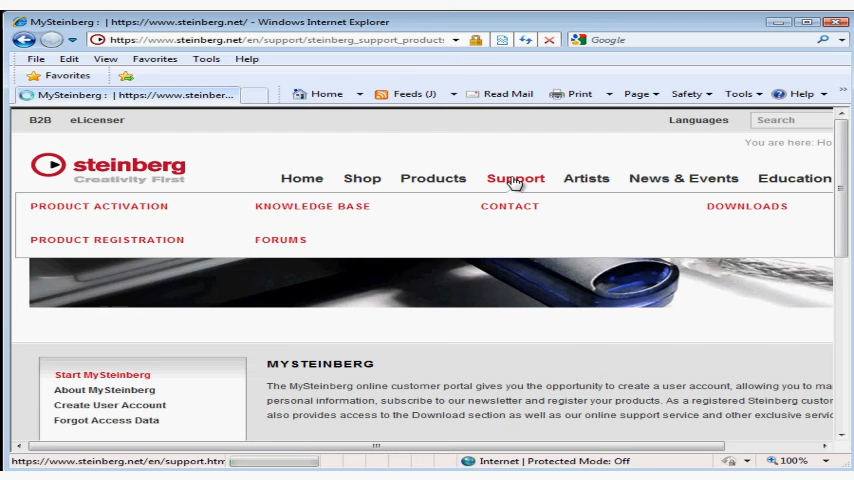 MySteinberg : | https://www.steinberg.net/ - Windows Internet Explorer
https://www.steinberg.net/en/support/steinberg_support_product: Google
File Edit View Favorites Tools Help
Favorites
MySteinberg : | https://www.steinber... Home Feeds (J) Read Mail Print Page Safety Tools Help »
B2B eLicenser Languages Search
You are here: Ho
steinberg
Creativity First
Home Shop Products Support Artists News & Events Education
PRODUCT ACTIVATION KNOWLEDGE BASE CONTACT DOWNLOADS
PRODUCT REGISTRATION FORUMS
MYSTEINBERG
Start MySteinberg
About MySteinberg
Create User Account
Forgot Access Data
The MySteinberg online customer portal gives you the opportunity to create a user account, allowing you to ma
personal information, subscribe to our newsletter and register your products. As a registered Steinberg custor
also provides access to the Download section as well as our online support service and other exclusive servic
https://www.steinberg.net/en/support.htm Internet | Protected Mode: Off 100%